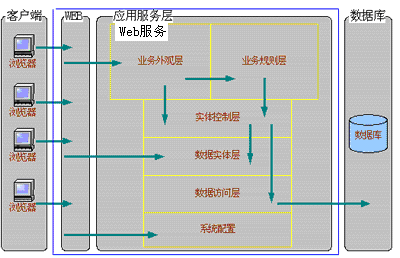 客户端
WEB
应用服务层
数据库
Web服务
浏览器
浏览器
浏览器
浏览器
业务外观层
业务规则层
实体控制层
数据实体层
数据访问层
系统配置
数据库